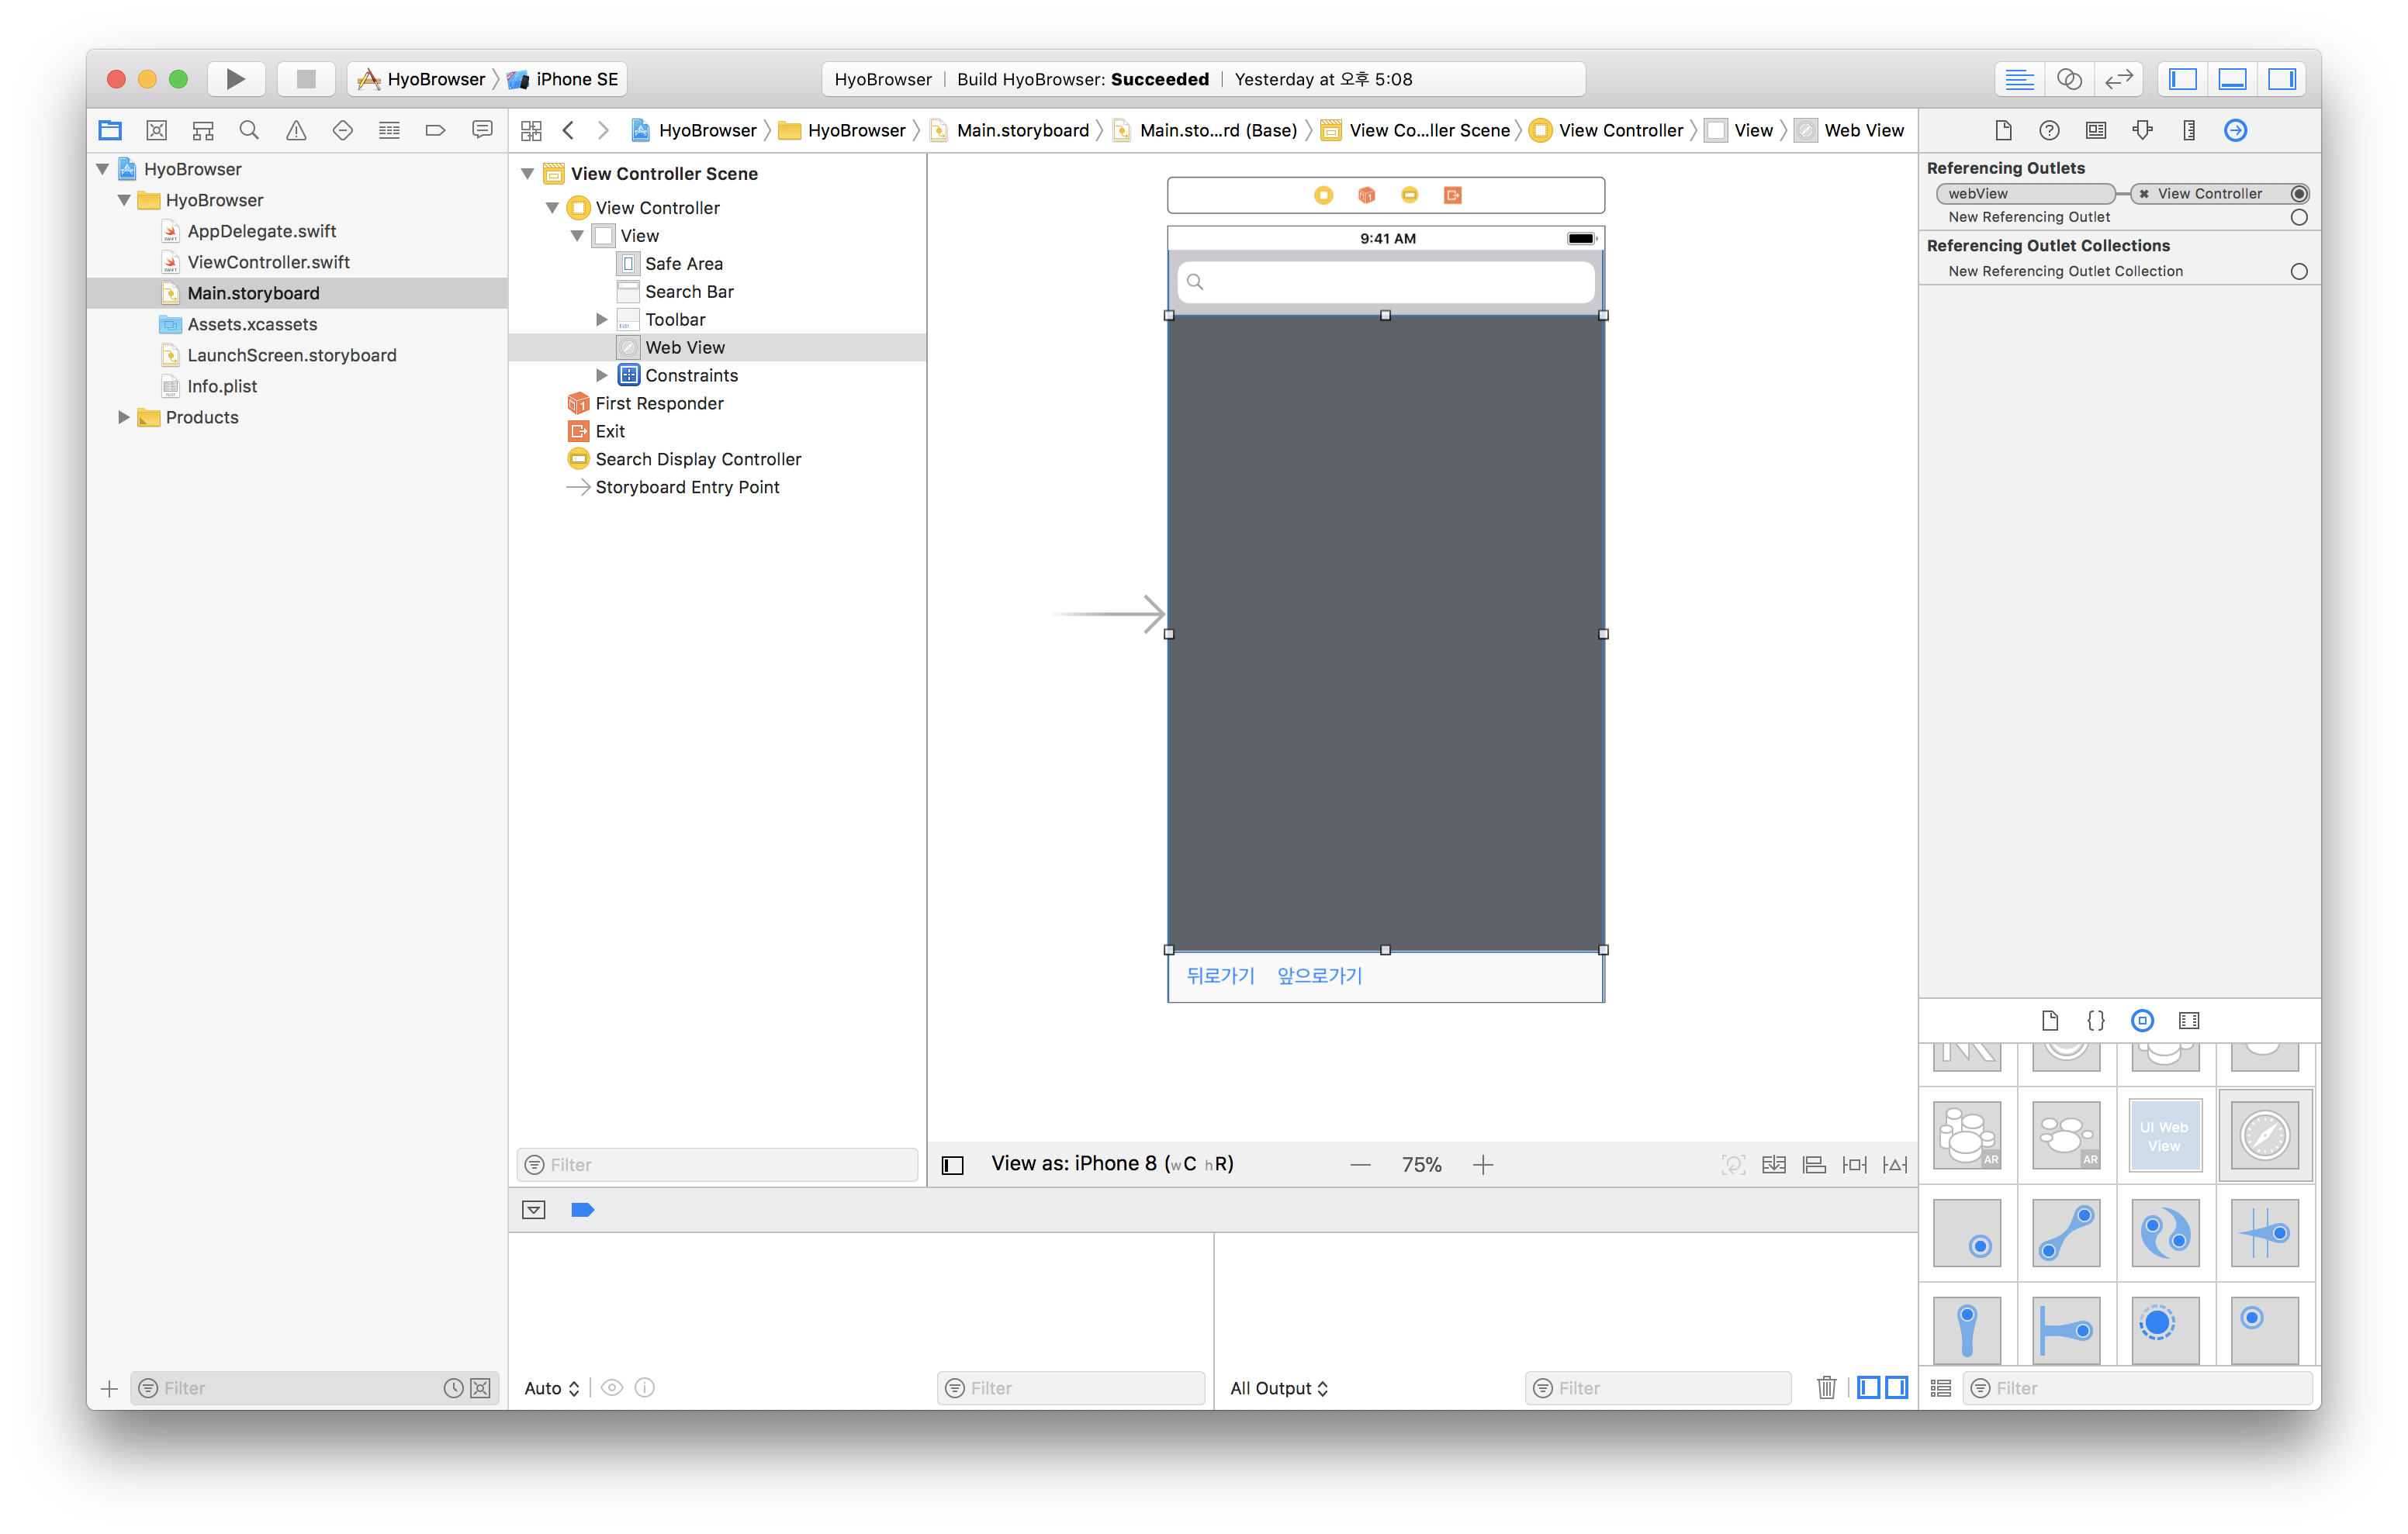 HyoBrowser iPhone SE
HyoBrowser Build HyoBrowser: Succeeded Yesterday at 오후 5:08
HyoBrowser HyoBrowser Main.storyboard Main.sto...rd (Base) View Co...ller Scene View Controller View Web View
HyoBrowser
HyoBrowser
AppDelegate.swift
ViewController.swift
Main.storyboard
Assets.xcassets
LaunchScreen.storyboard
Info.plist
Products
Filter
View Controller Scene
View Controller
View
Safe Area
Search Bar
Toolbar
Web View
Constraints
First Responder
Exit
Search Display Controller
Storyboard Entry Point
Filter
9:41 AM
뒤로가기 앞으로가기
View as: iPhone 8 (wC hR)
75%
Auto
Filter
All Output
Filter
Referencing Outlets
webView View Controller
New Referencing Outlet
Referencing Outlet Collections
New Referencing Outlet Collection
AR
AR
UI Web
View
Filter